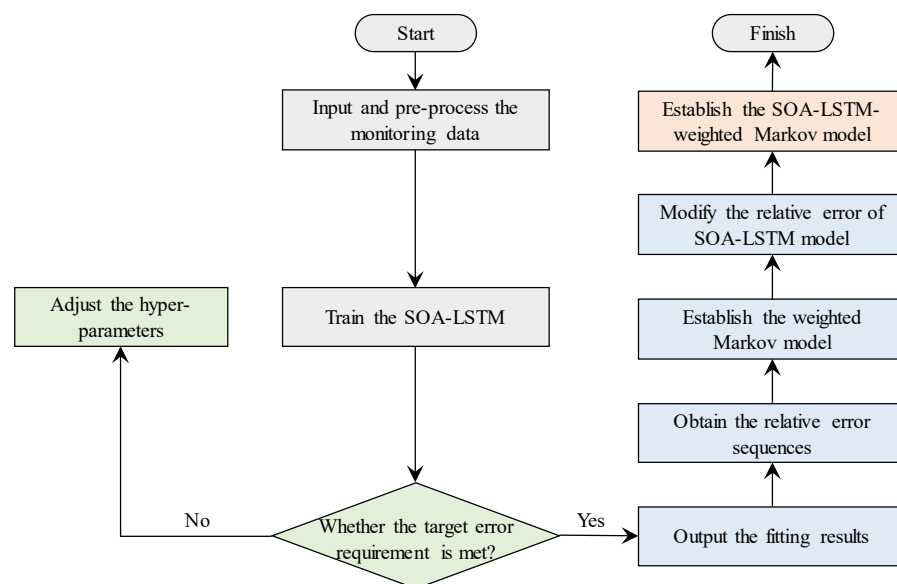 Start
Input and pre-process the
monitoring data
Train the SOA-LSTM
Adjust the hyper-
parameters
Whether the target error
requirement is met?
No
Yes
Finish
Establish the SOA-LSTM-
weighted Markov model
Modify the relative error of
SOA-LSTM model
Establish the weighted
Markov model
Obtain the relative error
sequences
Output the fitting results